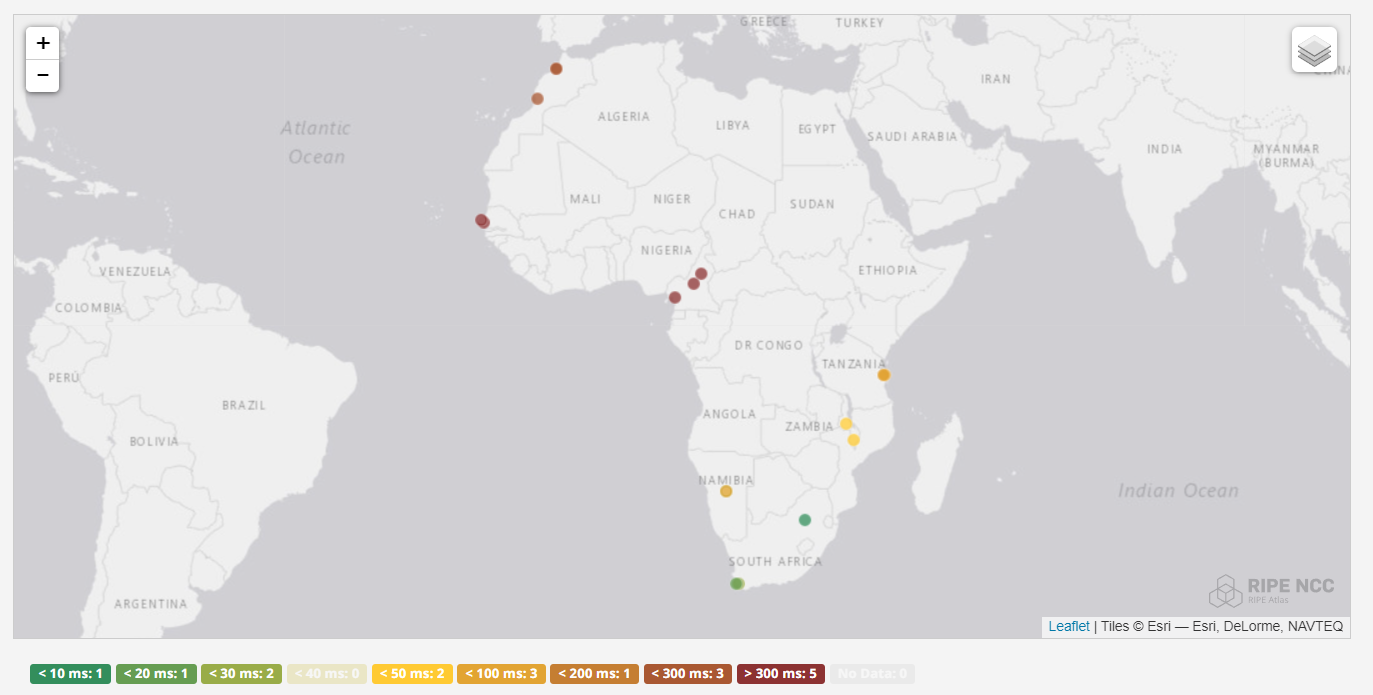 +
−
GREECE
TURKEY
IRAN
Atlantic
Ocean
ALGERIA
LIBYA
EGYPT
SAUDI ARABIA
INDIA
MYANMAR
(BURMA)
MALI
NIGER
CHAD
SUDAN
NIGERIA
ETHIOPIA
VENEZUELA
COLOMBIA
DR CONGO
TANZANIA
PERÚ
BRAZIL
ANGOLA
ZAMBIA
BOLIVIA
NAMIBIA
Indian Ocean
SOUTH AFRICA
ARGENTINA
RIPE NCC
RIPE Atlas
Leaflet | Tiles © Esri — Esri, DeLorme, NAVTEQ
< 10 ms: 1 < 20 ms: 1 < 30 ms: 2 < 40 ms: 0 < 50 ms: 2 < 100 ms: 3 < 200 ms: 1 < 300 ms: 3 > 300 ms: 5 No Data: 0